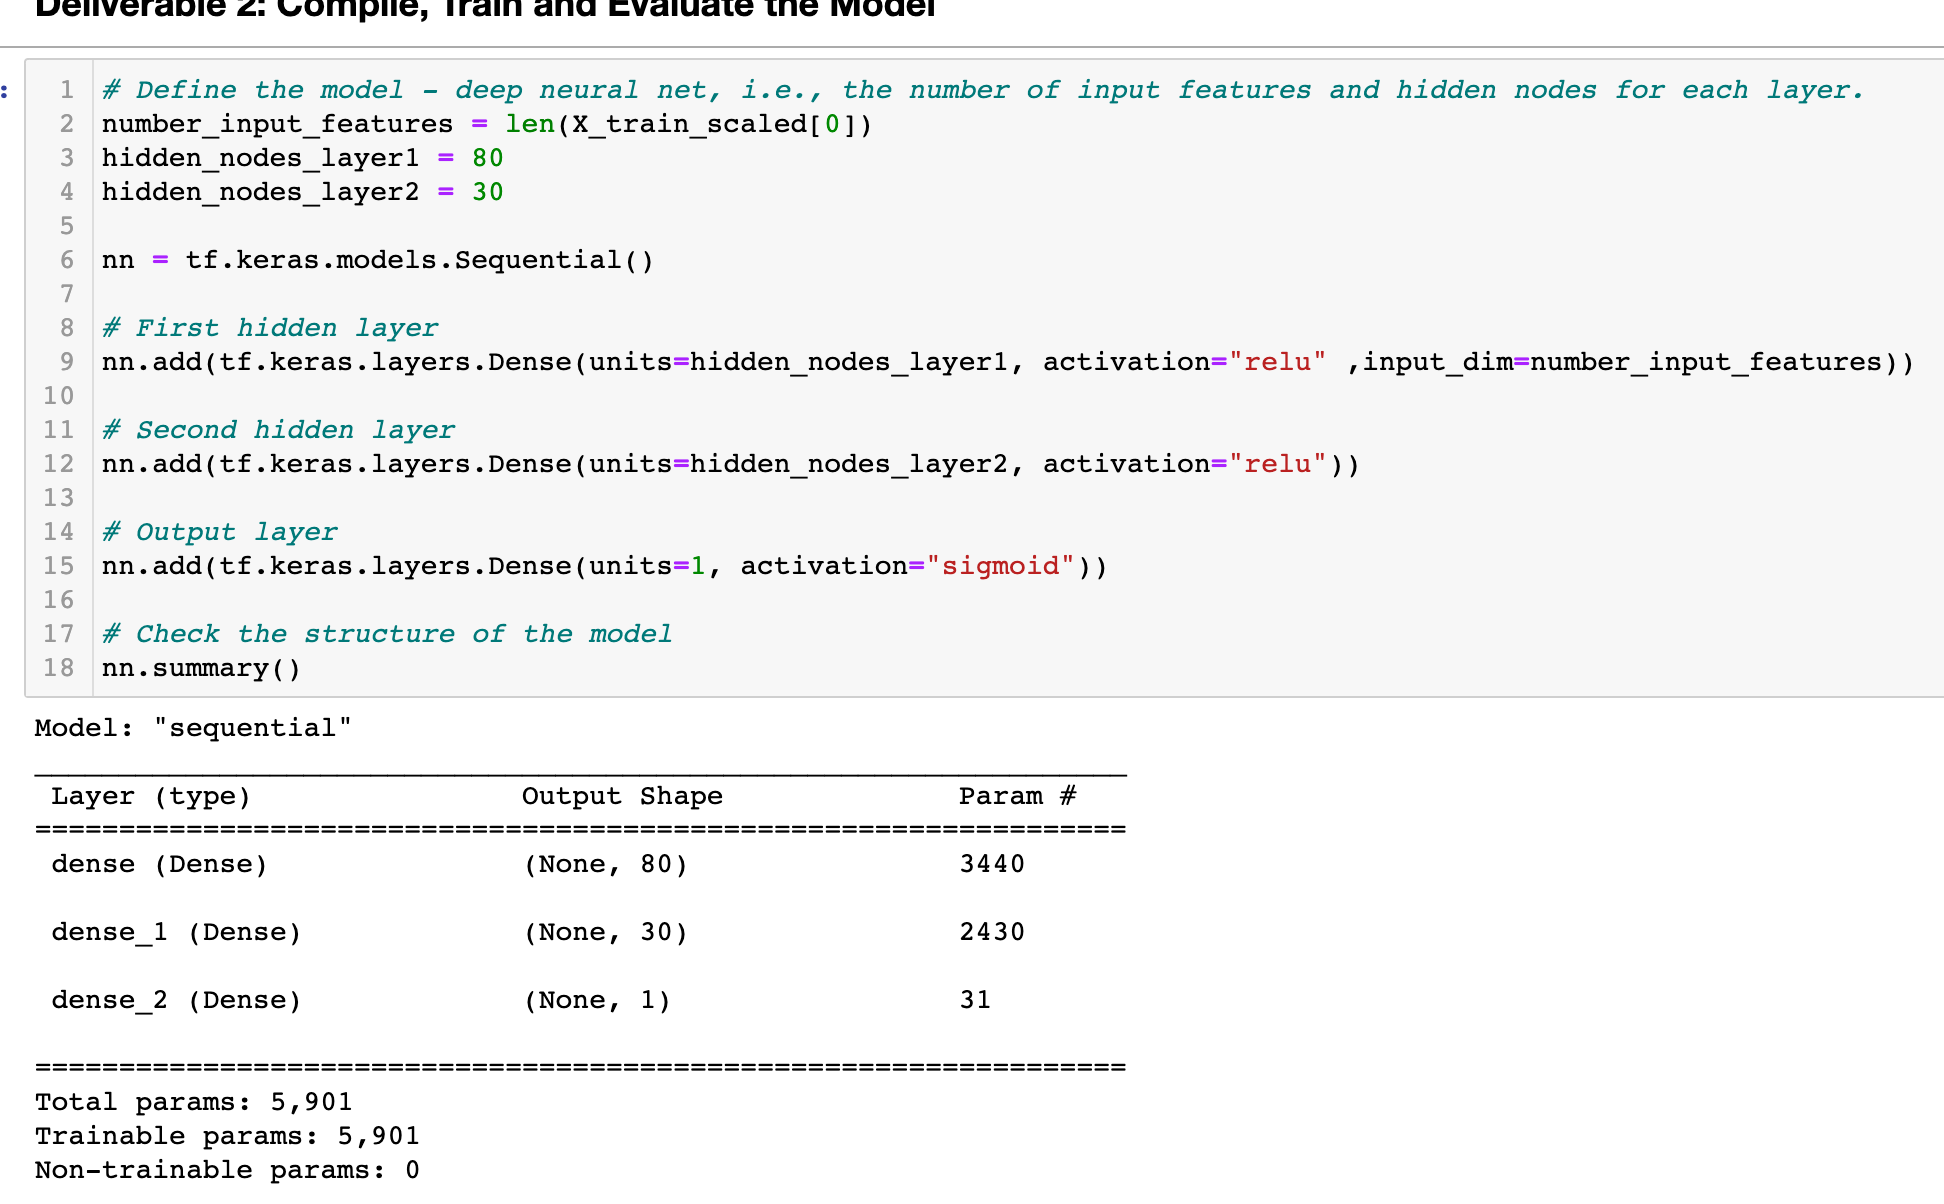 Deliverable 2: Compile, Train and Evaluate the Model
:
1 # Define the model - deep neural net, i.e., the number of input features and hidden nodes for each layer.
2 number_input_features = len(X_train_scaled[0])
3 hidden_nodes_layer1 = 80
4 hidden_nodes_layer2 = 30
5
6 nn = tf.keras.models.Sequential()
7
8 # First hidden layer
9 nn.add(tf.keras.layers.Dense(units=hidden_nodes_layer1, activation="relu" ,input_dim=number_input_features))
10
11 # Second hidden layer
12 nn.add(tf.keras.layers.Dense(units=hidden_nodes_layer2, activation="relu"))
13
14 # Output layer
15 nn.add(tf.keras.layers.Dense(units=1, activation="sigmoid"))
16
17 # Check the structure of the model
18 nn.summary()
Model: "sequential"
_________________________________________________________________
Layer (type) Output Shape Param #
=================================================================
dense (Dense) (None, 80) 3440
dense_1 (Dense) (None, 30) 2430
dense_2 (Dense) (None, 1) 31
=================================================================
Total params: 5,901
Trainable params: 5,901
Non-trainable params: 0